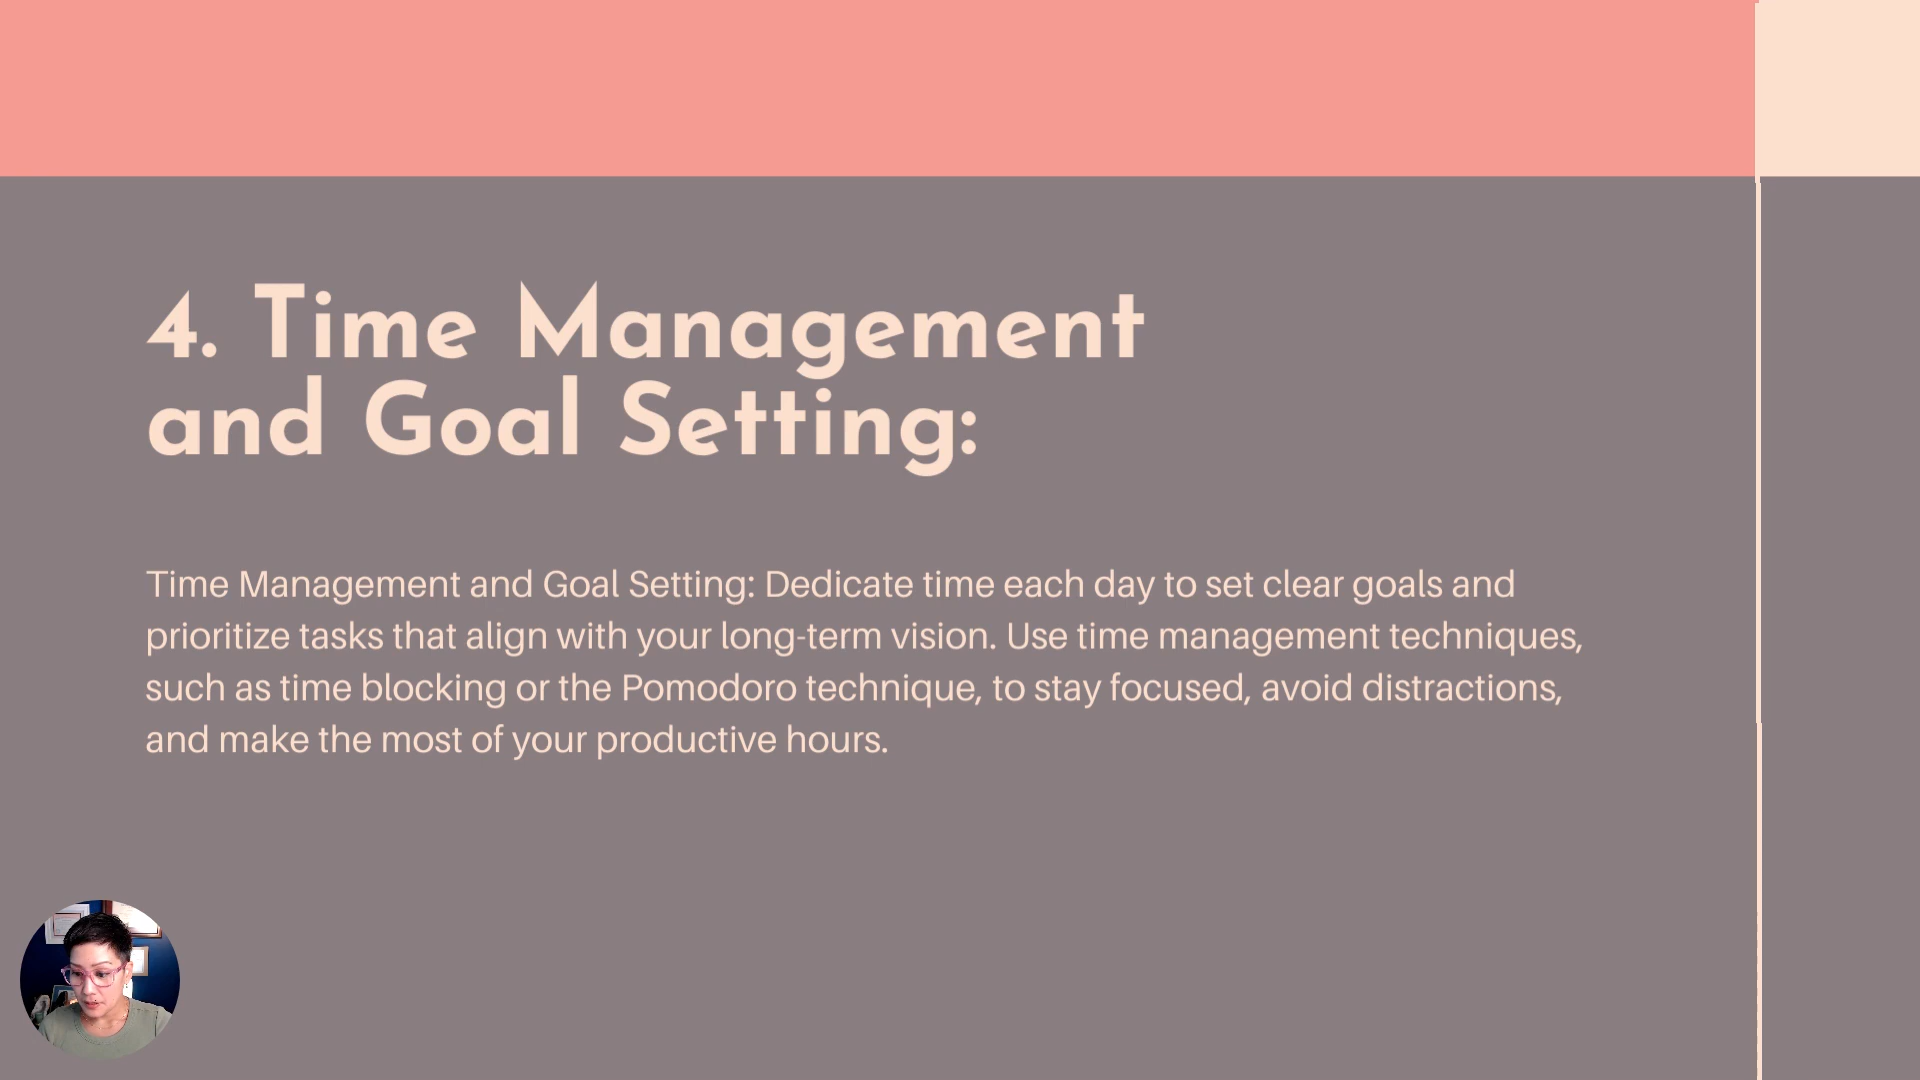 4. Time Management
and Goal Setting:
Time Management and Goal Setting: Dedicate time each day to set clear goals and
prioritize tasks that align with your long-term vision. Use time management techniques,
such as time blocking or the Pomodoro technique, to stay focused, avoid distractions,
and make the most of your productive hours.